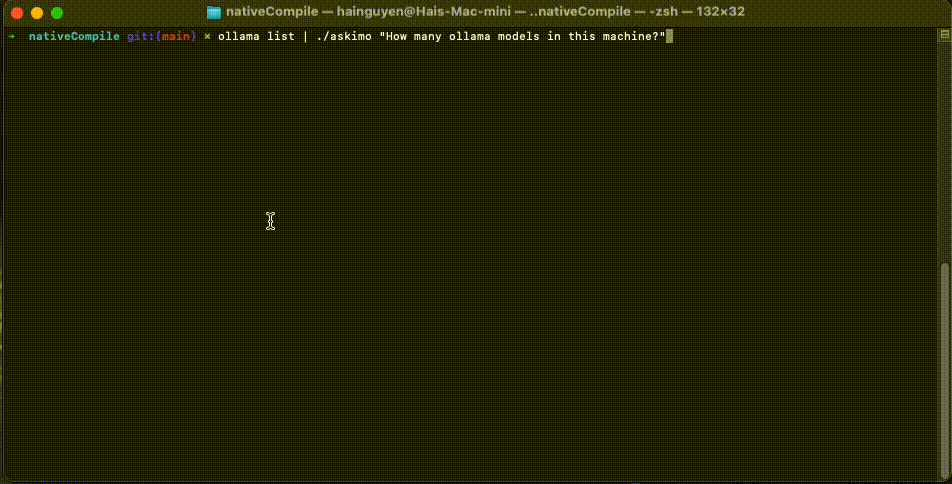 nativeCompile — hainguyen@Hais-Mac-mini — ..nativeCompile — -zsh — 132×32
→ nativeCompile git:(main) × ollama list | ./askimo "How many ollama models in this machine?"